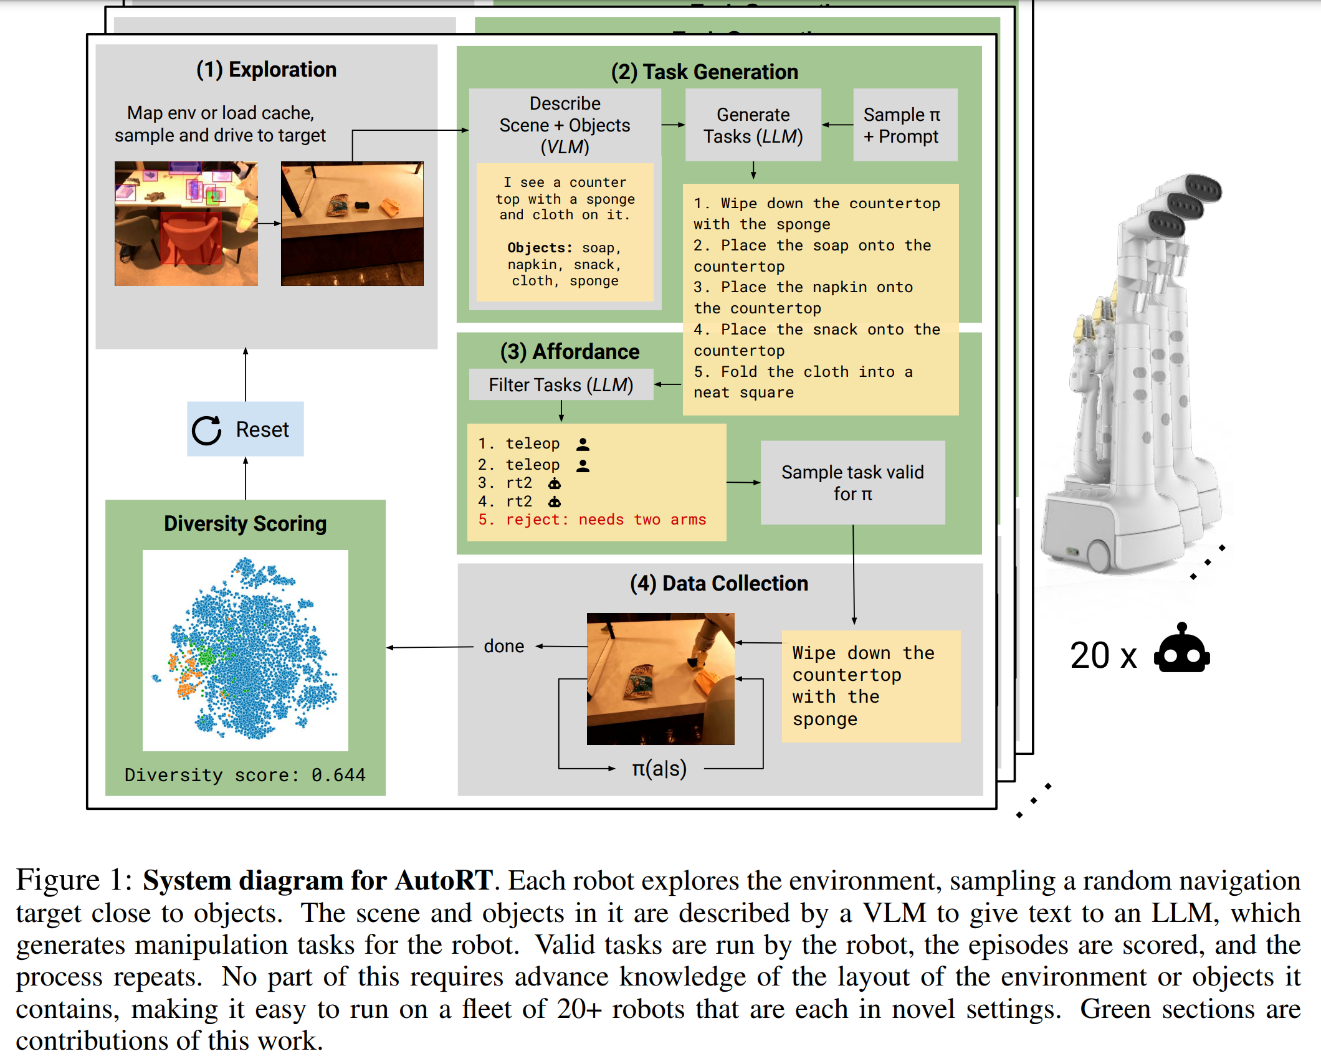 (1) Exploration
Map env or load cache,
sample and drive to target
(2) Task Generation
Describe
Scene + Objects
(VLM)
I see a counter
top with a sponge
and cloth on it.
Objects: soap,
napkin, snack,
cloth, sponge
Generate
Tasks (LLM)
Sample π
+ Prompt
1. Wipe down the countertop
with the sponge
2. Place the soap onto the
countertop
3. Place the napkin onto
the countertop
4. Place the snack onto the
countertop
5. Fold the cloth into a
neat square
(3) Affordance
Filter Tasks (LLM)
1. teleop
2. teleop
3. rt2
4. rt2
5. reject: needs two arms
Sample task valid
for π
(4) Data Collection
Wipe down the
countertop
with the
sponge
done
π(a|s)
Reset
Diversity Scoring
Diversity score: 0.644
20 x
Figure 1: System diagram for AutoRT. Each robot explores the environment, sampling a random navigation
target close to objects. The scene and objects in it are described by a VLM to give text to an LLM, which
generates manipulation tasks for the robot. Valid tasks are run by the robot, the episodes are scored, and the
process repeats. No part of this requires advance knowledge of the layout of the environment or objects it
contains, making it easy to run on a fleet of 20+ robots that are each in novel settings. Green sections are
contributions of this work.